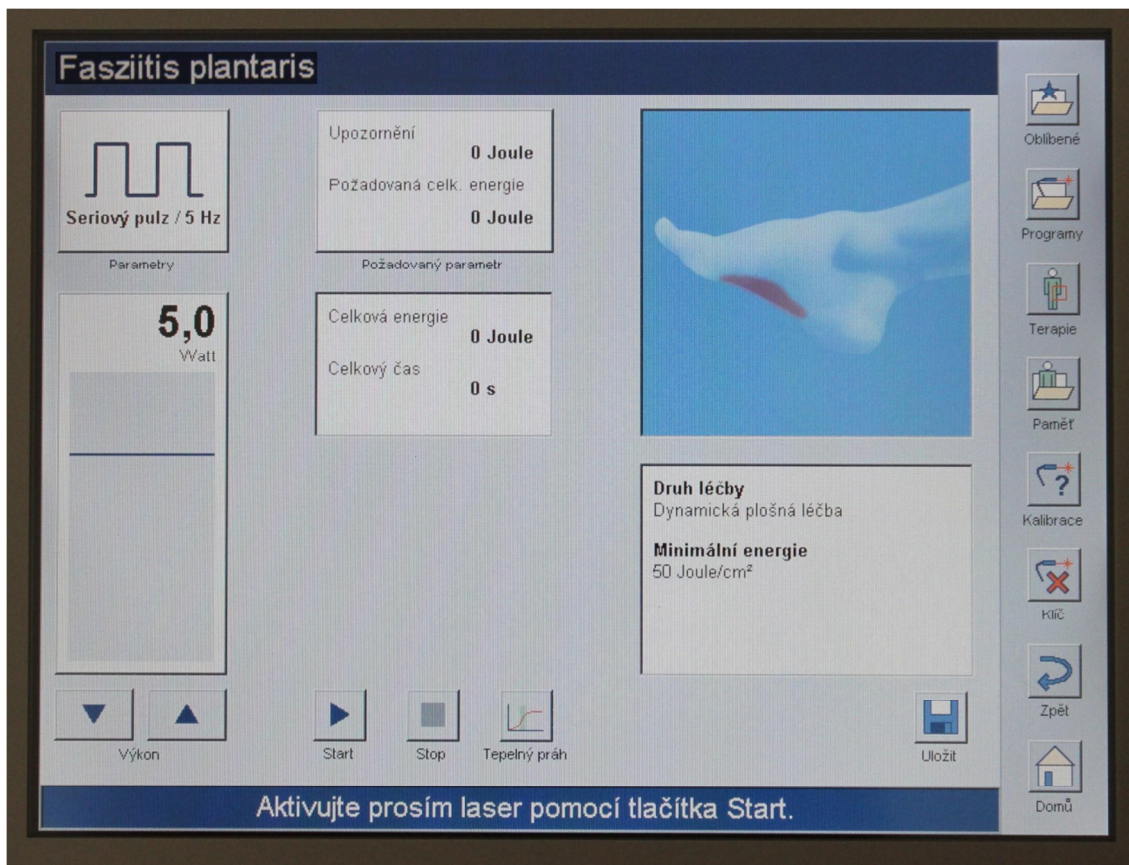 Fasziitis plantaris
Seriový pulz / 5 Hz
Parametry
5,0
Watt
Výkon
Upozornění
0 Joule
Požadovaná celk. energie
0 Joule
Požadovaný parametr
Celková energie
0 Joule
Celkový čas
0 s
Start
Stop
Tepelný práh
Druh léčby
Dynamická plošná léčba
Minimální energie
50 Joule/cm²
Uložit
Oblíbené
Programy
Terapie
Paměť
?
Kalibrace
Klíč
Zpět
Domů
Aktivujte prosím laser pomocí tlačítka Start.